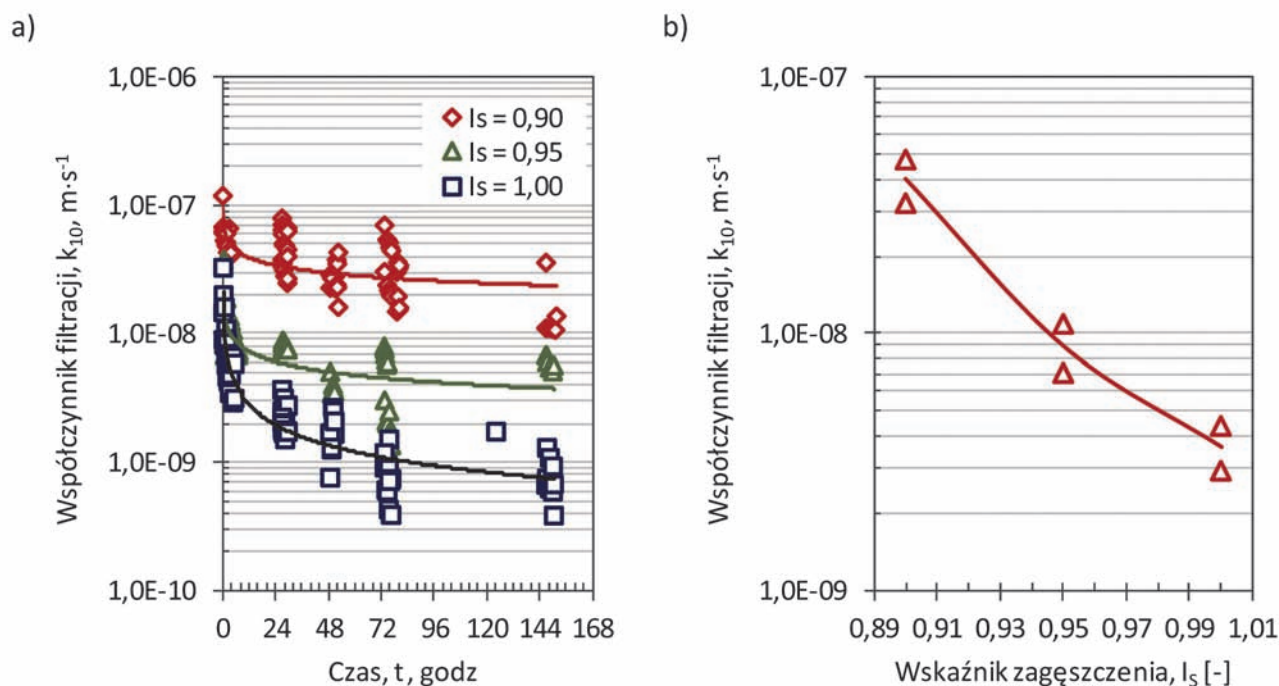 a)
Współczynnik filtracji, k10, m·s-1
1,0E-06
1,0E-07
1,0E-08
1,0E-09
1,0E-10
Is = 0,90
Is = 0,95
Is = 1,00
0 24 48 72 96 120 144 168
Czas, t, godz
b)
Współczynnik filtracji, k10, m·s-1
1,0E-07
1,0E-08
1,0E-09
0,89 0,91 0,93 0,95 0,97 0,99 1,01
Wskaźnik zagęszczenia, IS [-]